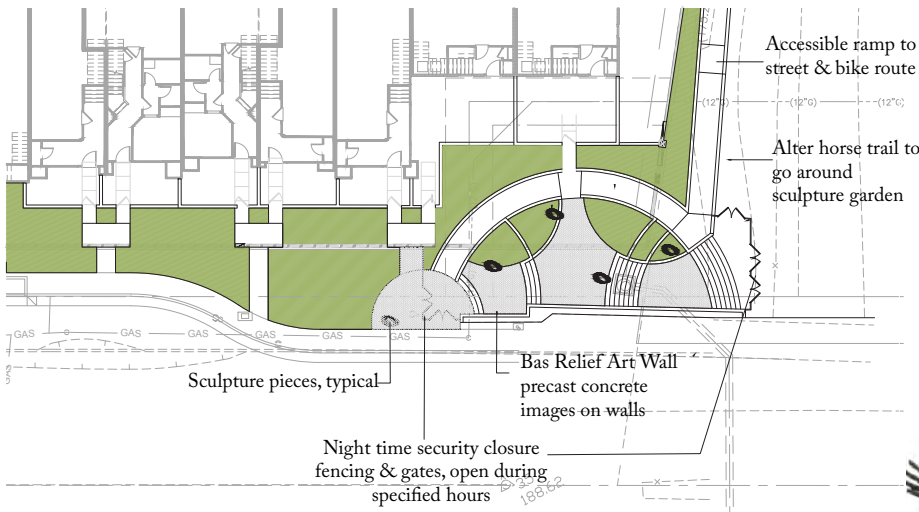 Accessible ramp to
street & bike route
(12"G)
(12"G)
(12"G)
Alter horse trail to
go around
sculpture garden
GAS
GAS
GAS
GAS
GAS
GAS
GAS
Sculpture pieces, typical
Bas Relief Art Wall
precast concrete
images on walls
Night time security closure
fencing & gates, open during
specified hours
188.62